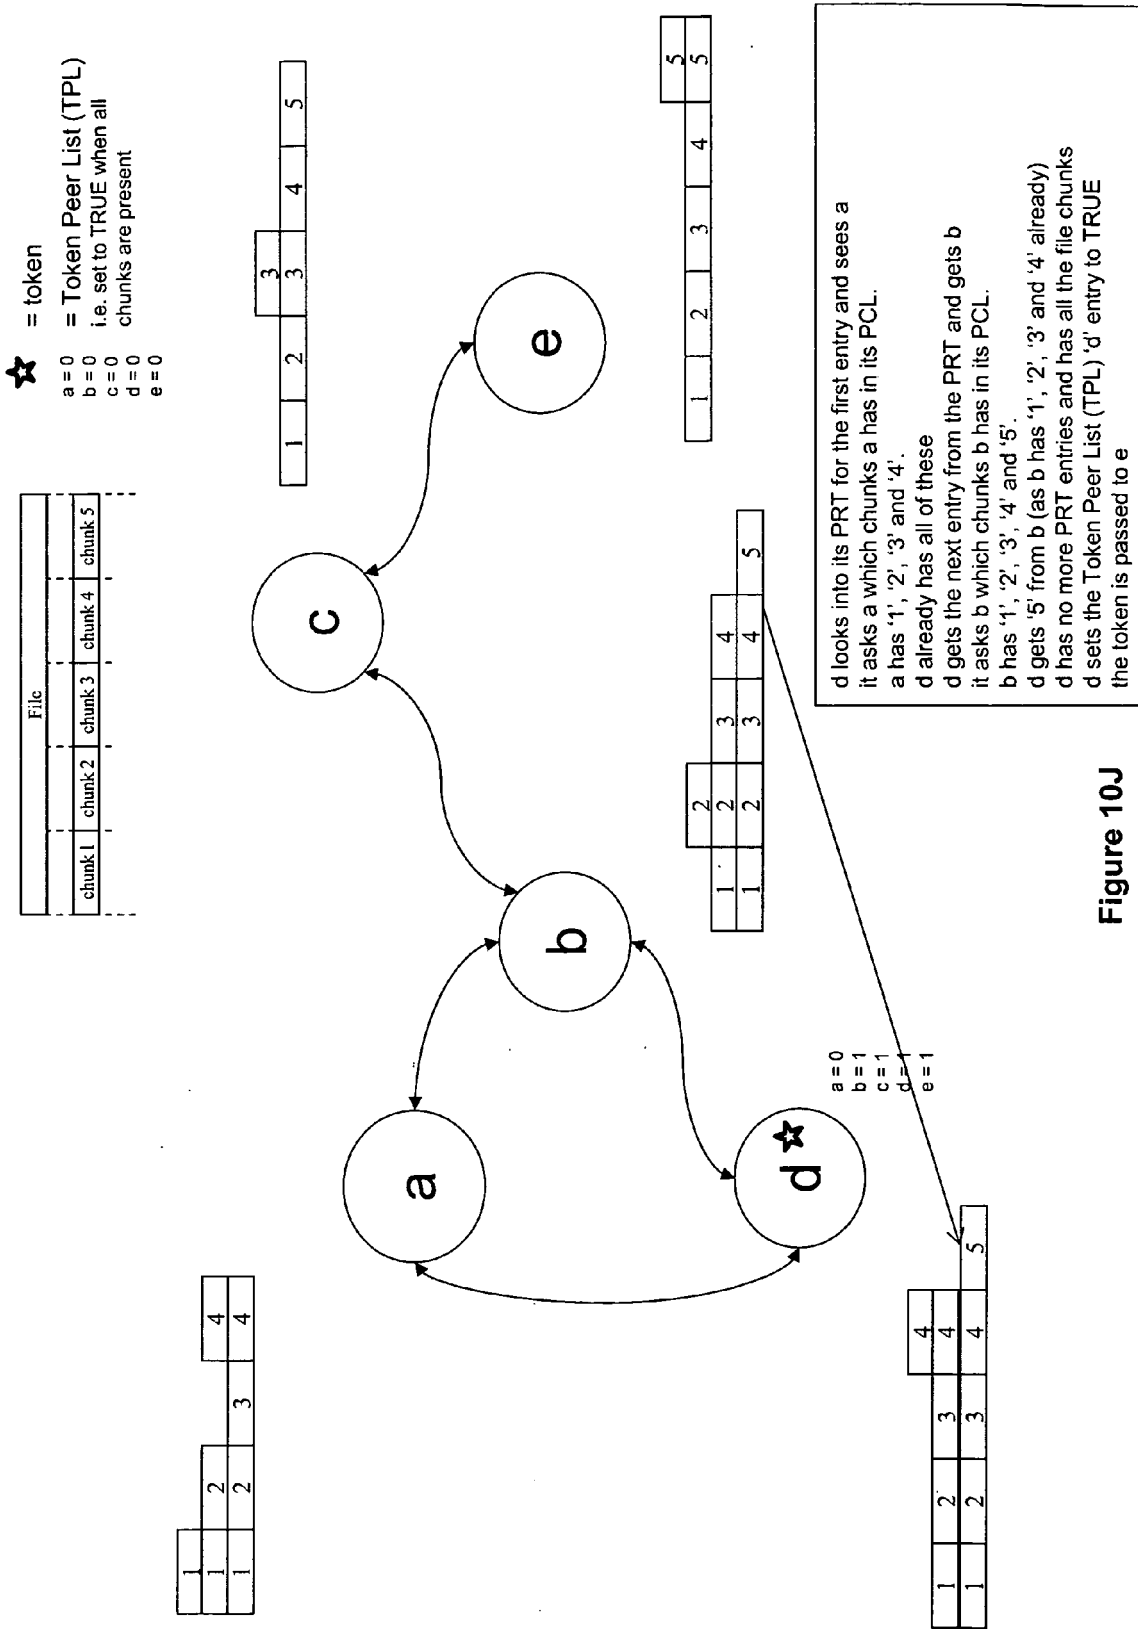 File
chunk 1 chunk 2 chunk 3 chunk 4 chunk 5
= token
a = 0
b = 0
c = 0
d = 0
e = 0
= Token Peer List (TPL)
i.e. set to TRUE when all
chunks are present
1
1 2 4
1 2 3 4
a
b
c
d
e
3
1 2 3 4 5
5
1 2 3 4 5
2
1 2 3 4
1 2 3 4 5
a = 0
b = 1
c = 1
d = 1
e = 1
4
1 2 3 4
1 2 3 4 5
d looks into its PRT for the first entry and sees a
it asks a which chunks a has in its PCL.
a has '1', '2', '3' and '4'.
d already has all of these
d gets the next entry from the PRT and gets b
it asks b which chunks b has in its PCL.
b has '1', '2', '3', '4' and '5'.
d gets '5' from b (as b has '1', '2', '3' and '4' already)
d has no more PRT entries and has all the file chunks
d sets the Token Peer List (TPL) 'd' entry to TRUE
the token is passed to e
Figure 10J